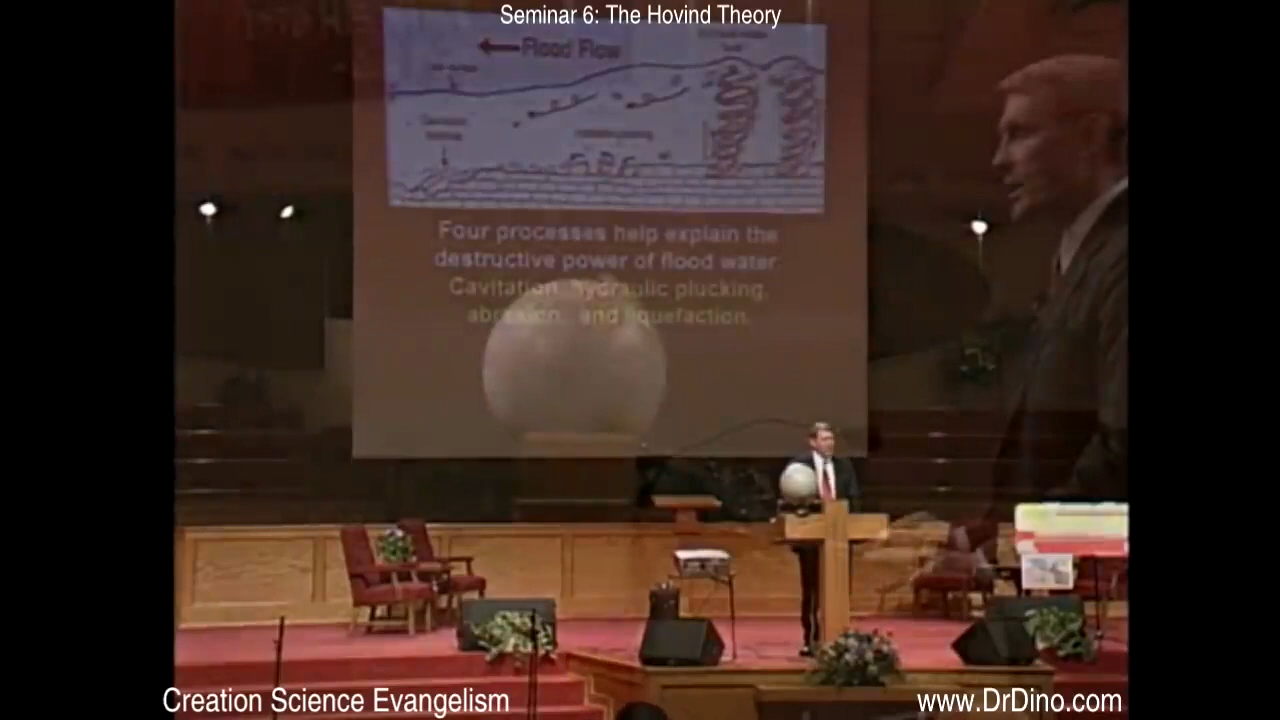 Seminar 6: The Hovind Theory
Flood Flow
Four processes help explain the
destructive power of flood water.
Cavitation, hydraulic plucking,
abrasion, and liquefaction.
Creation Science Evangelism
www.DrDino.com